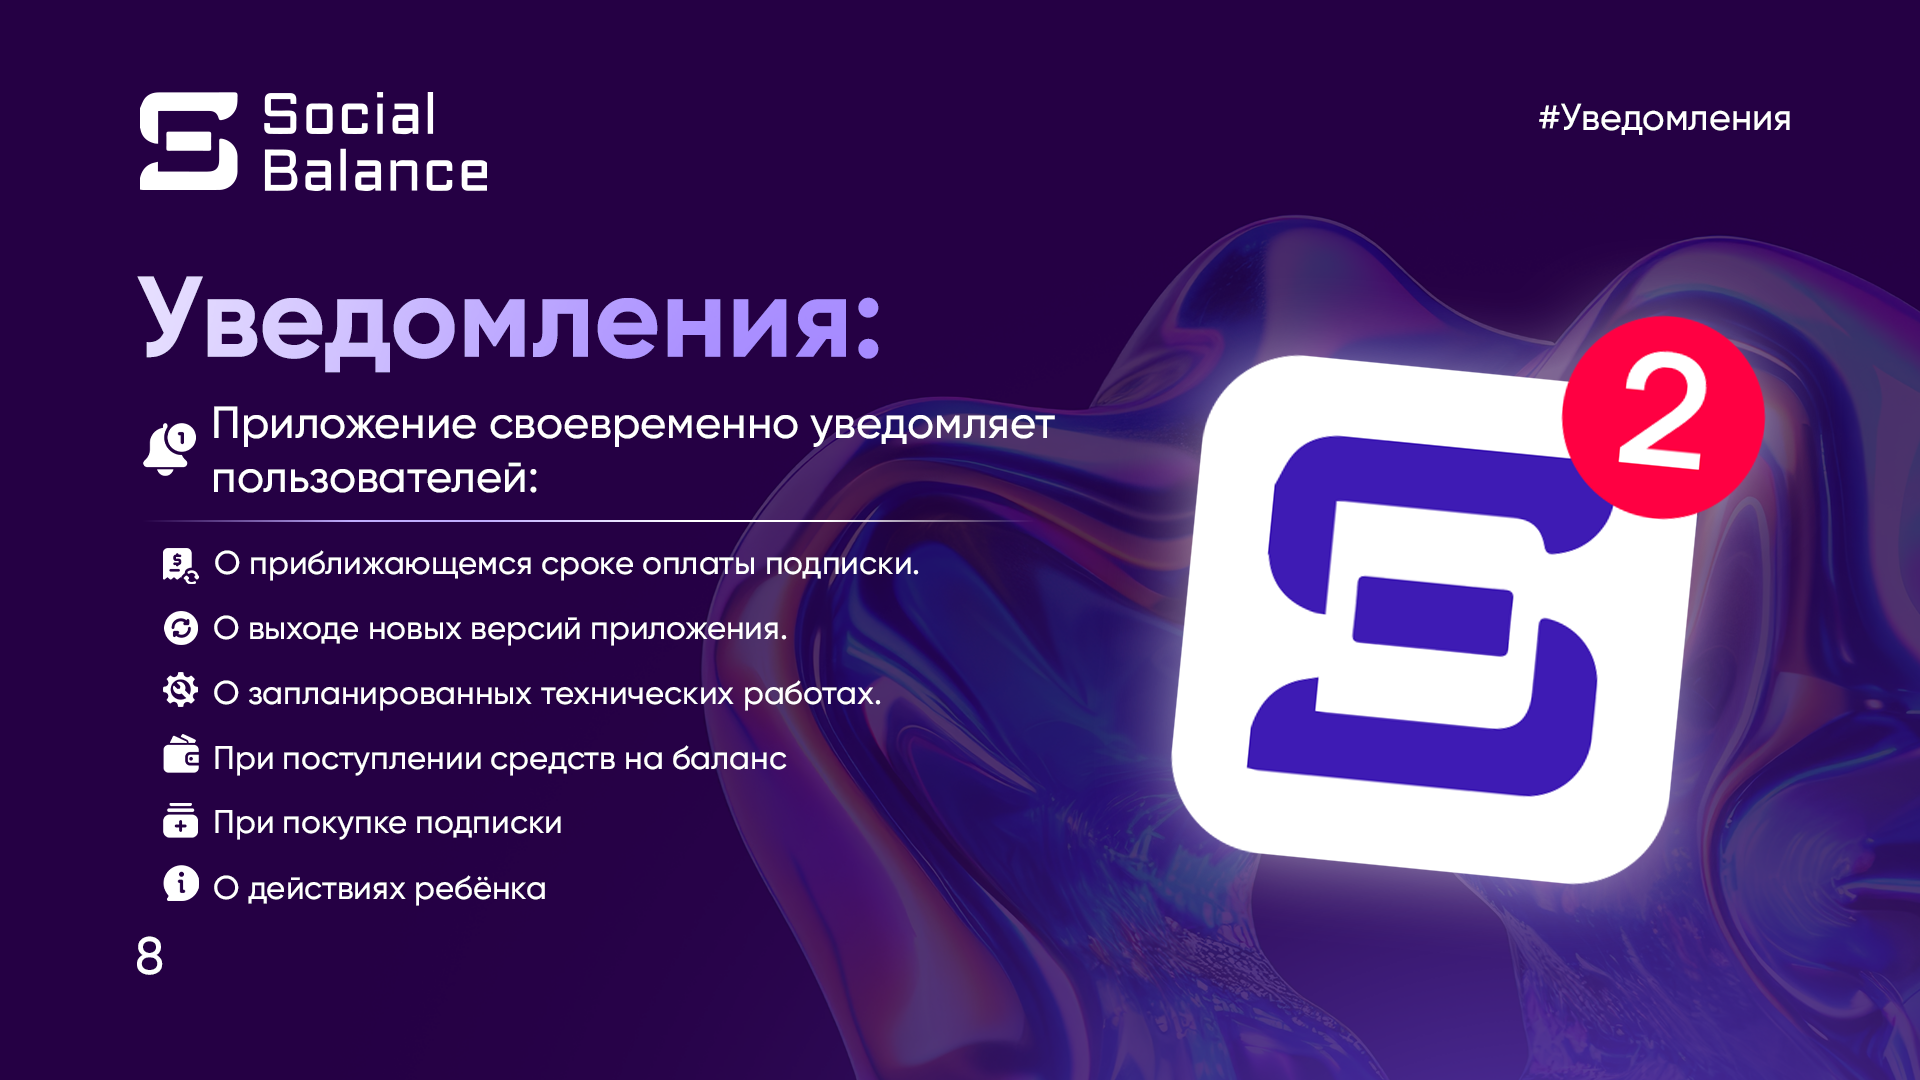 Social
Balance
#Уведомления
Уведомления:
1
Приложение своевременно уведомляет
пользователей:
$
О приближающемся сроке оплаты подписки.
О выходе новых версий приложения.
О запланированных технических работах.
При поступлении средств на баланс
При покупке подписки
О действиях ребёнка
8
2